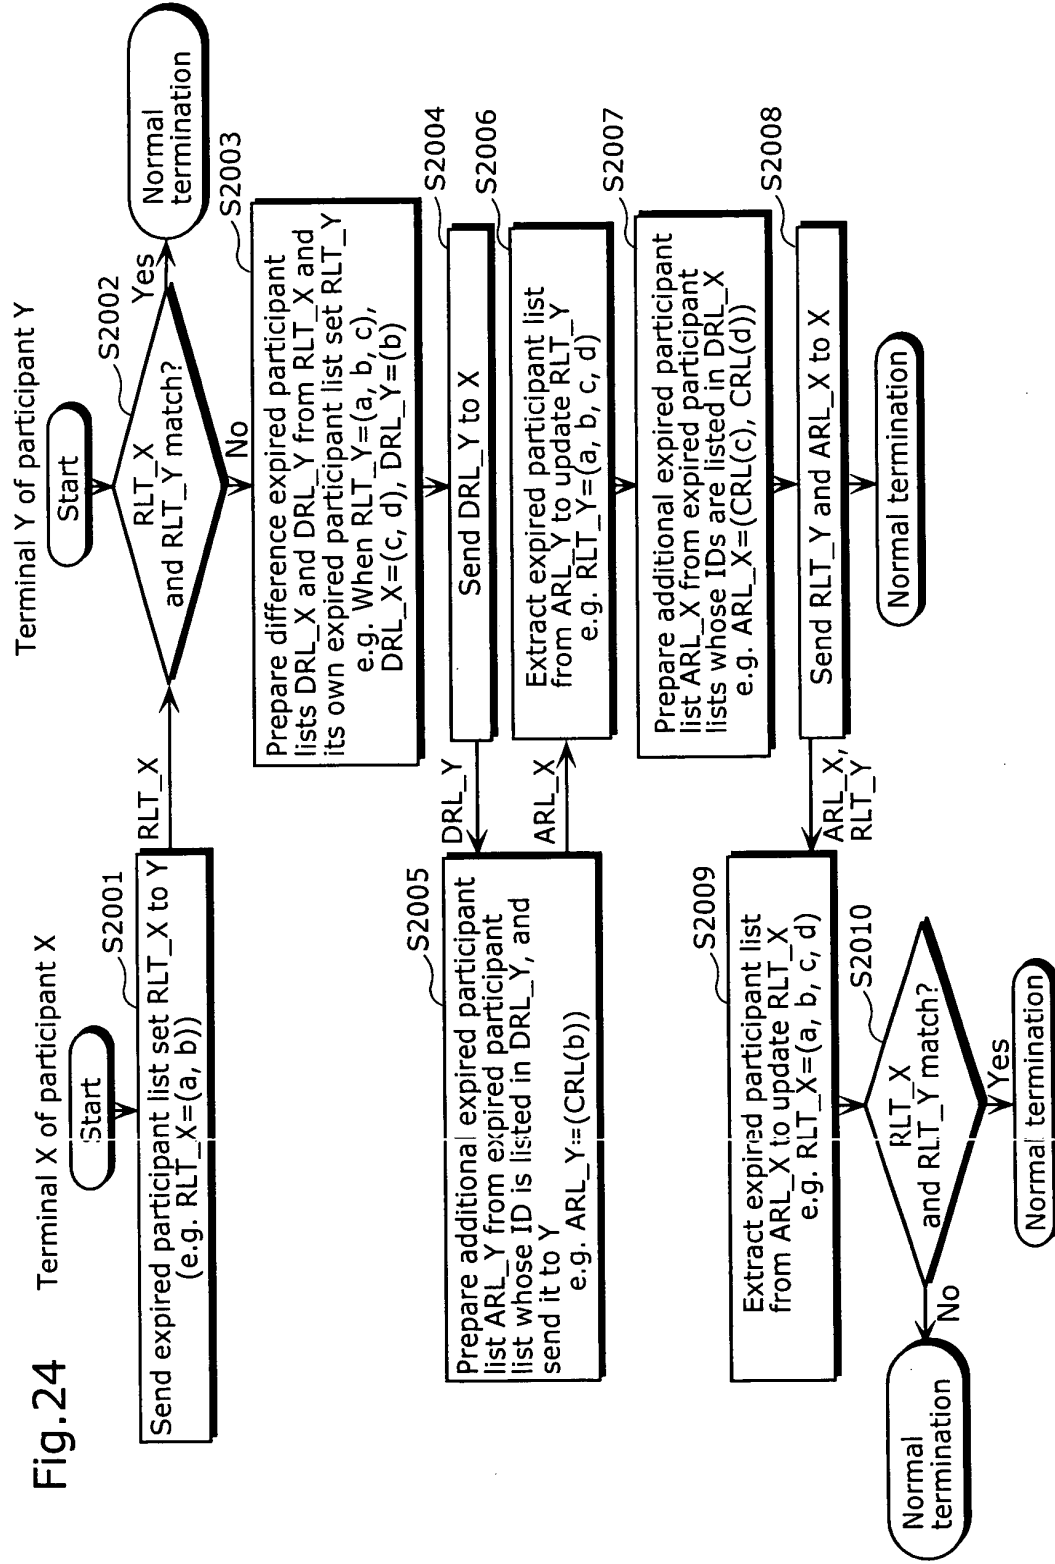 Fig.24
Terminal X of participant X
Terminal Y of participant Y
Start
S2001
Send expired participant list set RLT_X to Y
(e.g. RLT_X=(a, b))
RLT_X
Start
S2002
RLT_X
and RLT_Y match?
Yes
Normal
termination
No
S2003
Prepare difference expired participant
lists DRL_X and DRL_Y from RLT_X and
its own expired participant list set RLT_Y
e.g. When RLT_Y=(a, b, c),
DRL_X=(c, d), DRL_Y=(b)
S2004
Send DRL_Y to X
DRL_Y
S2005
Prepare additional expired participant
list ARL_Y from expired participant
list whose ID is listed in DRL_Y, and
send it to Y
e.g. ARL_Y=(CRL(b))
ARL_X
S2006
Extract expired participant list
from ARL_Y to update RLT_Y
e.g. RLT_Y=(a, b, c, d)
S2007
Prepare additional expired participant
list ARL_X from expired participant
lists whose IDs are listed in DRL_X
e.g. ARL_X=(CRL(c), CRL(d))
S2008
Send RLT_Y and ARL_X to X
Normal termination
ARL_X,
RLT_Y
S2009
Extract expired participant list
from ARL_X to update RLT_X
e.g. RLT_X=(a, b, c, d)
S2010
RLT_X
and RLT_Y match?
No
Normal
termination
Yes
Normal termination